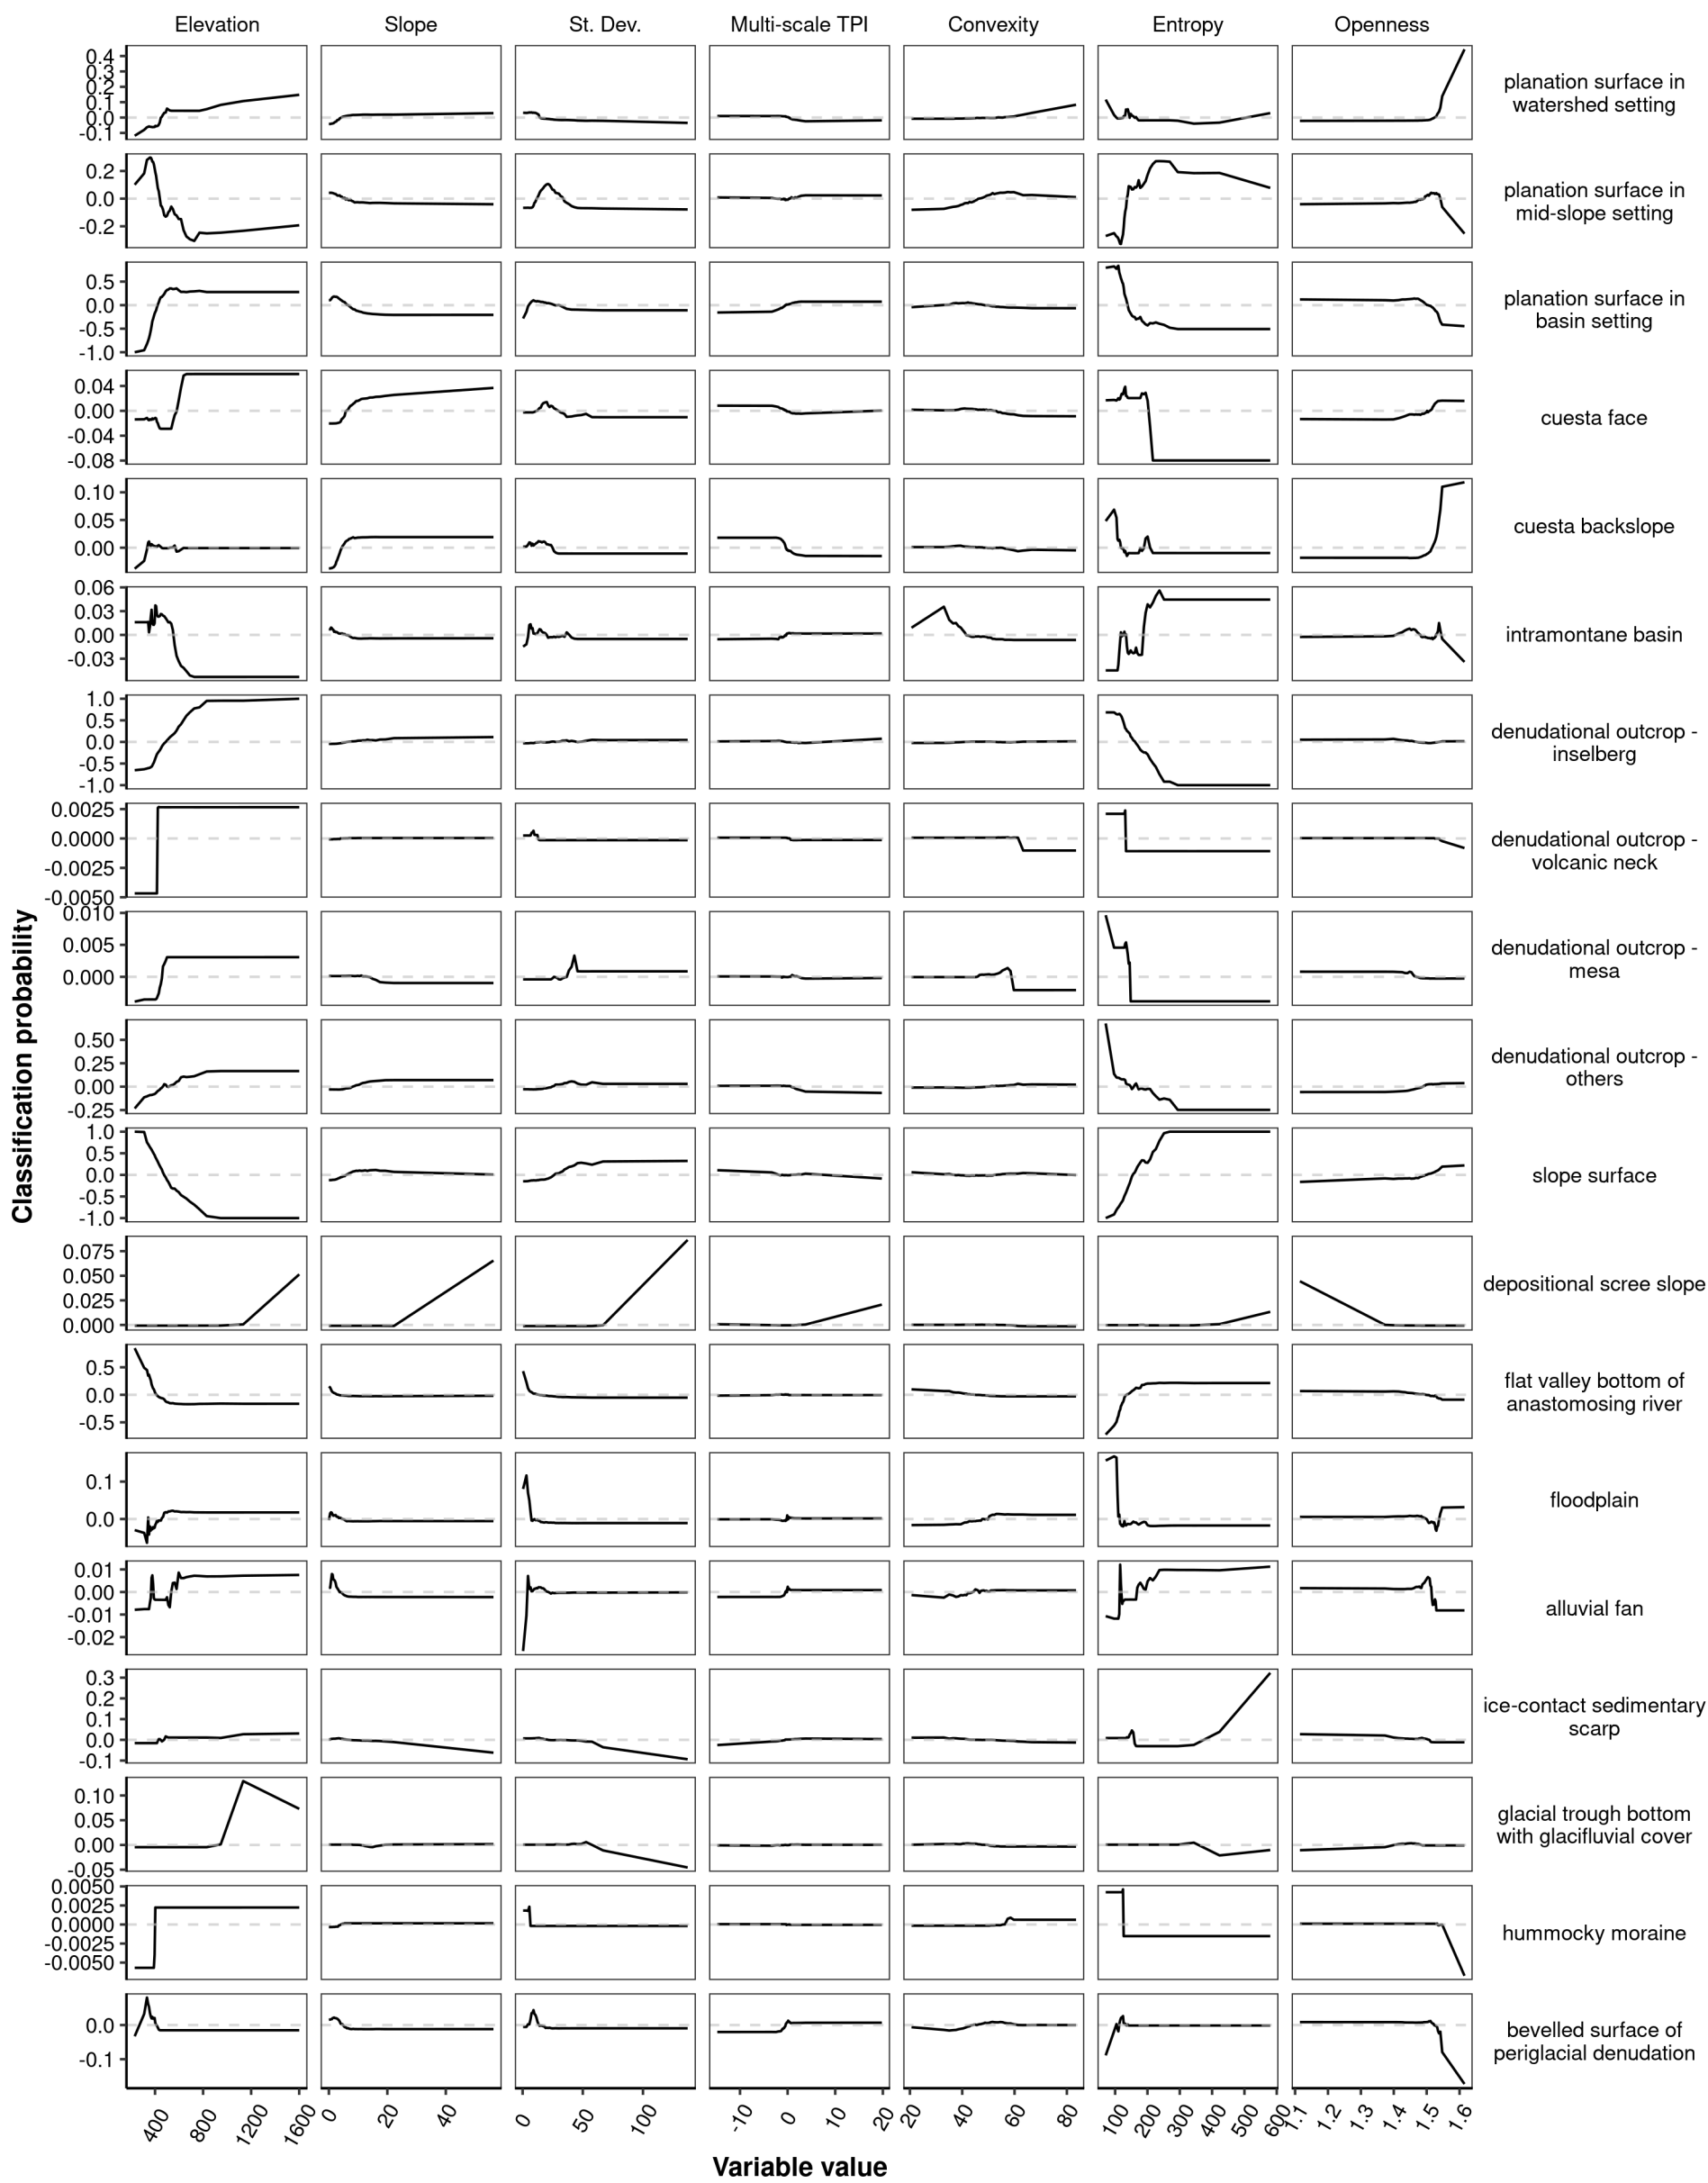 Elevation Slope St. Dev. Multi-scale TPI Convexity Entropy Openness
0.4
0.3
0.2
0.1
0.0
-0.1
planation surface in
watershed setting
0.2
0.0
-0.2
planation surface in
mid-slope setting
0.5
0.0
-0.5
-1.0
planation surface in
basin setting
0.04
0.00
-0.04
-0.08
cuesta face
0.10
0.05
0.00
cuesta backslope
0.06
0.03
0.00
-0.03
intramontane basin
1.0
0.5
0.0
-0.5
-1.0
denudational outcrop -
inselberg
0.0025
0.0000
-0.0025
-0.0050
denudational outcrop -
volcanic neck
0.010
0.005
0.000
denudational outcrop -
mesa
0.50
0.25
0.00
-0.25
denudational outcrop -
others
1.0
0.5
0.0
-0.5
-1.0
slope surface
0.075
0.050
0.025
0.000
depositional scree slope
0.5
0.0
-0.5
flat valley bottom of
anastomosing river
0.1
0.0
floodplain
0.01
0.00
-0.01
-0.02
alluvial fan
0.3
0.2
0.1
0.0
-0.1
ice-contact sedimentary
scarp
0.10
0.05
0.00
-0.05
glacial trough bottom
with glacifluvial cover
0.0050
0.0025
0.0000
-0.0025
-0.0050
hummocky moraine
0.0
-0.1
bevelled surface of
periglacial denudation
Classification probability
400 800 1200 1600 0 20 40 0 50 100 -10 0 10 20 20 40 60 80 100 200 300 400 500 600 1.1 1.2 1.3 1.4 1.5 1.6
Variable value